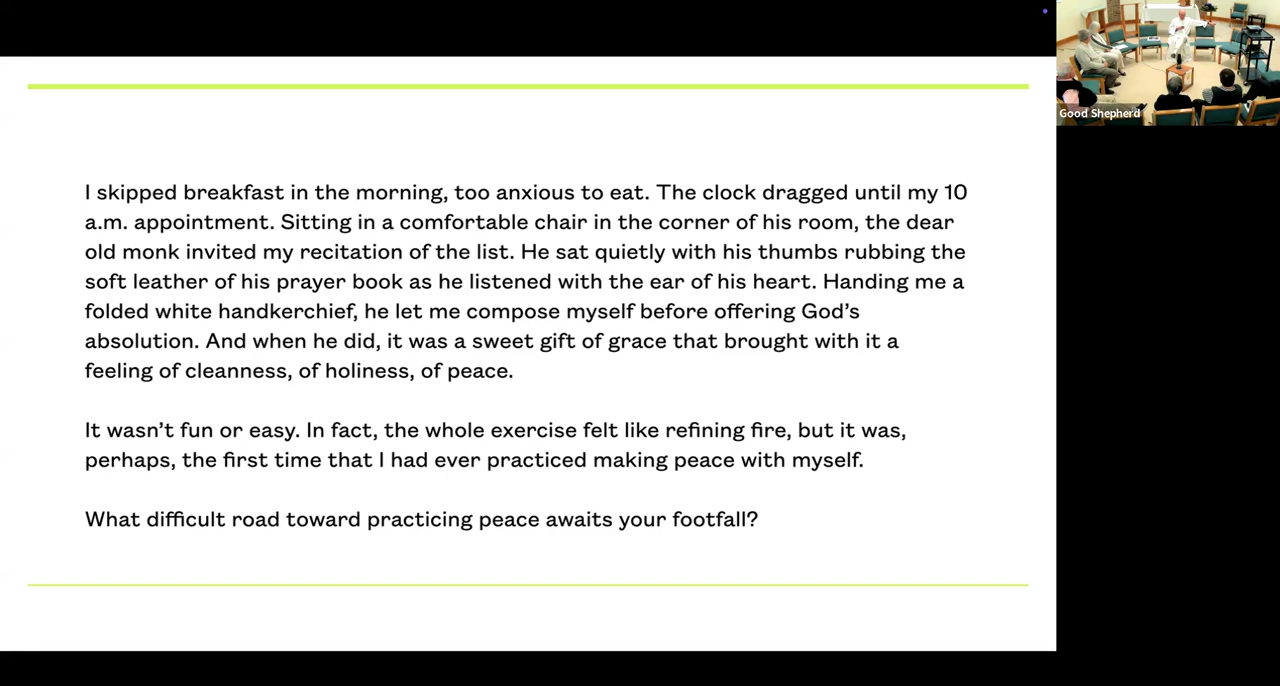 I skipped breakfast in the morning, too anxious to eat. The clock dragged until my 10
a.m. appointment. Sitting in a comfortable chair in the corner of his room, the dear
old monk invited my recitation of the list. He sat quietly with his thumbs rubbing the
soft leather of his prayer book as he listened with the ear of his heart. Handing me a
folded white handkerchief, he let me compose myself before offering God’s
absolution. And when he did, it was a sweet gift of grace that brought with it a
feeling of cleanness, of holiness, of peace.
It wasn’t fun or easy. In fact, the whole exercise felt like refining fire, but it was,
perhaps, the first time that I had ever practiced making peace with myself.
What difficult road toward practicing peace awaits your footfall?
Good Shepherd